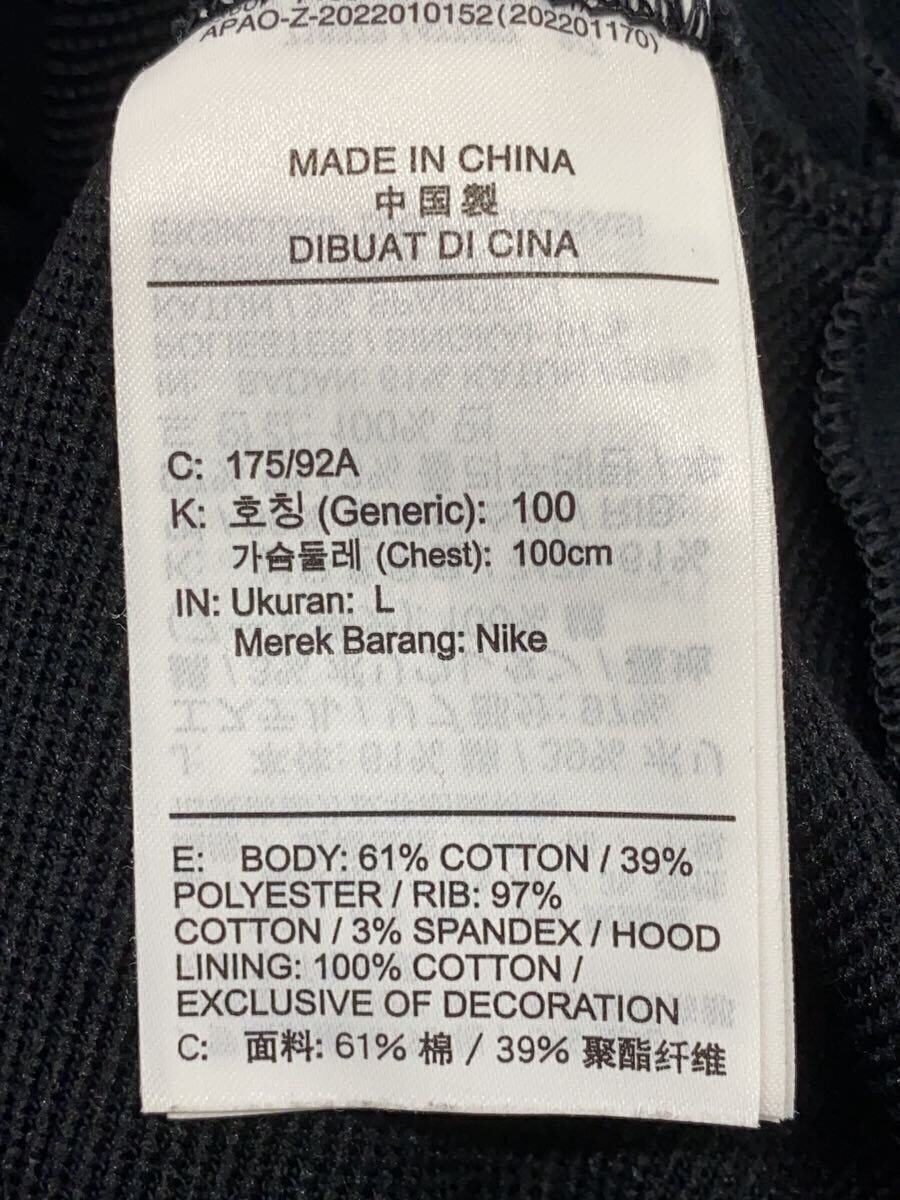 APAO-Z-2022010152(202201170)
MADE IN CHINA
中国製
DIBUAT DI CINA
C: 175/92A
K: 호칭 (Generic): 100
가슴둘레 (Chest): 100cm
IN: Ukuran: L
Merek Barang: Nike
E: BODY: 61% COTTON / 39%
POLYESTER / RIB: 97%
COTTON / 3% SPANDEX / HOOD
LINING: 100% COTTON /
EXCLUSIVE OF DECORATION
C: 面料: 61% 棉 / 39% 聚酯纤维